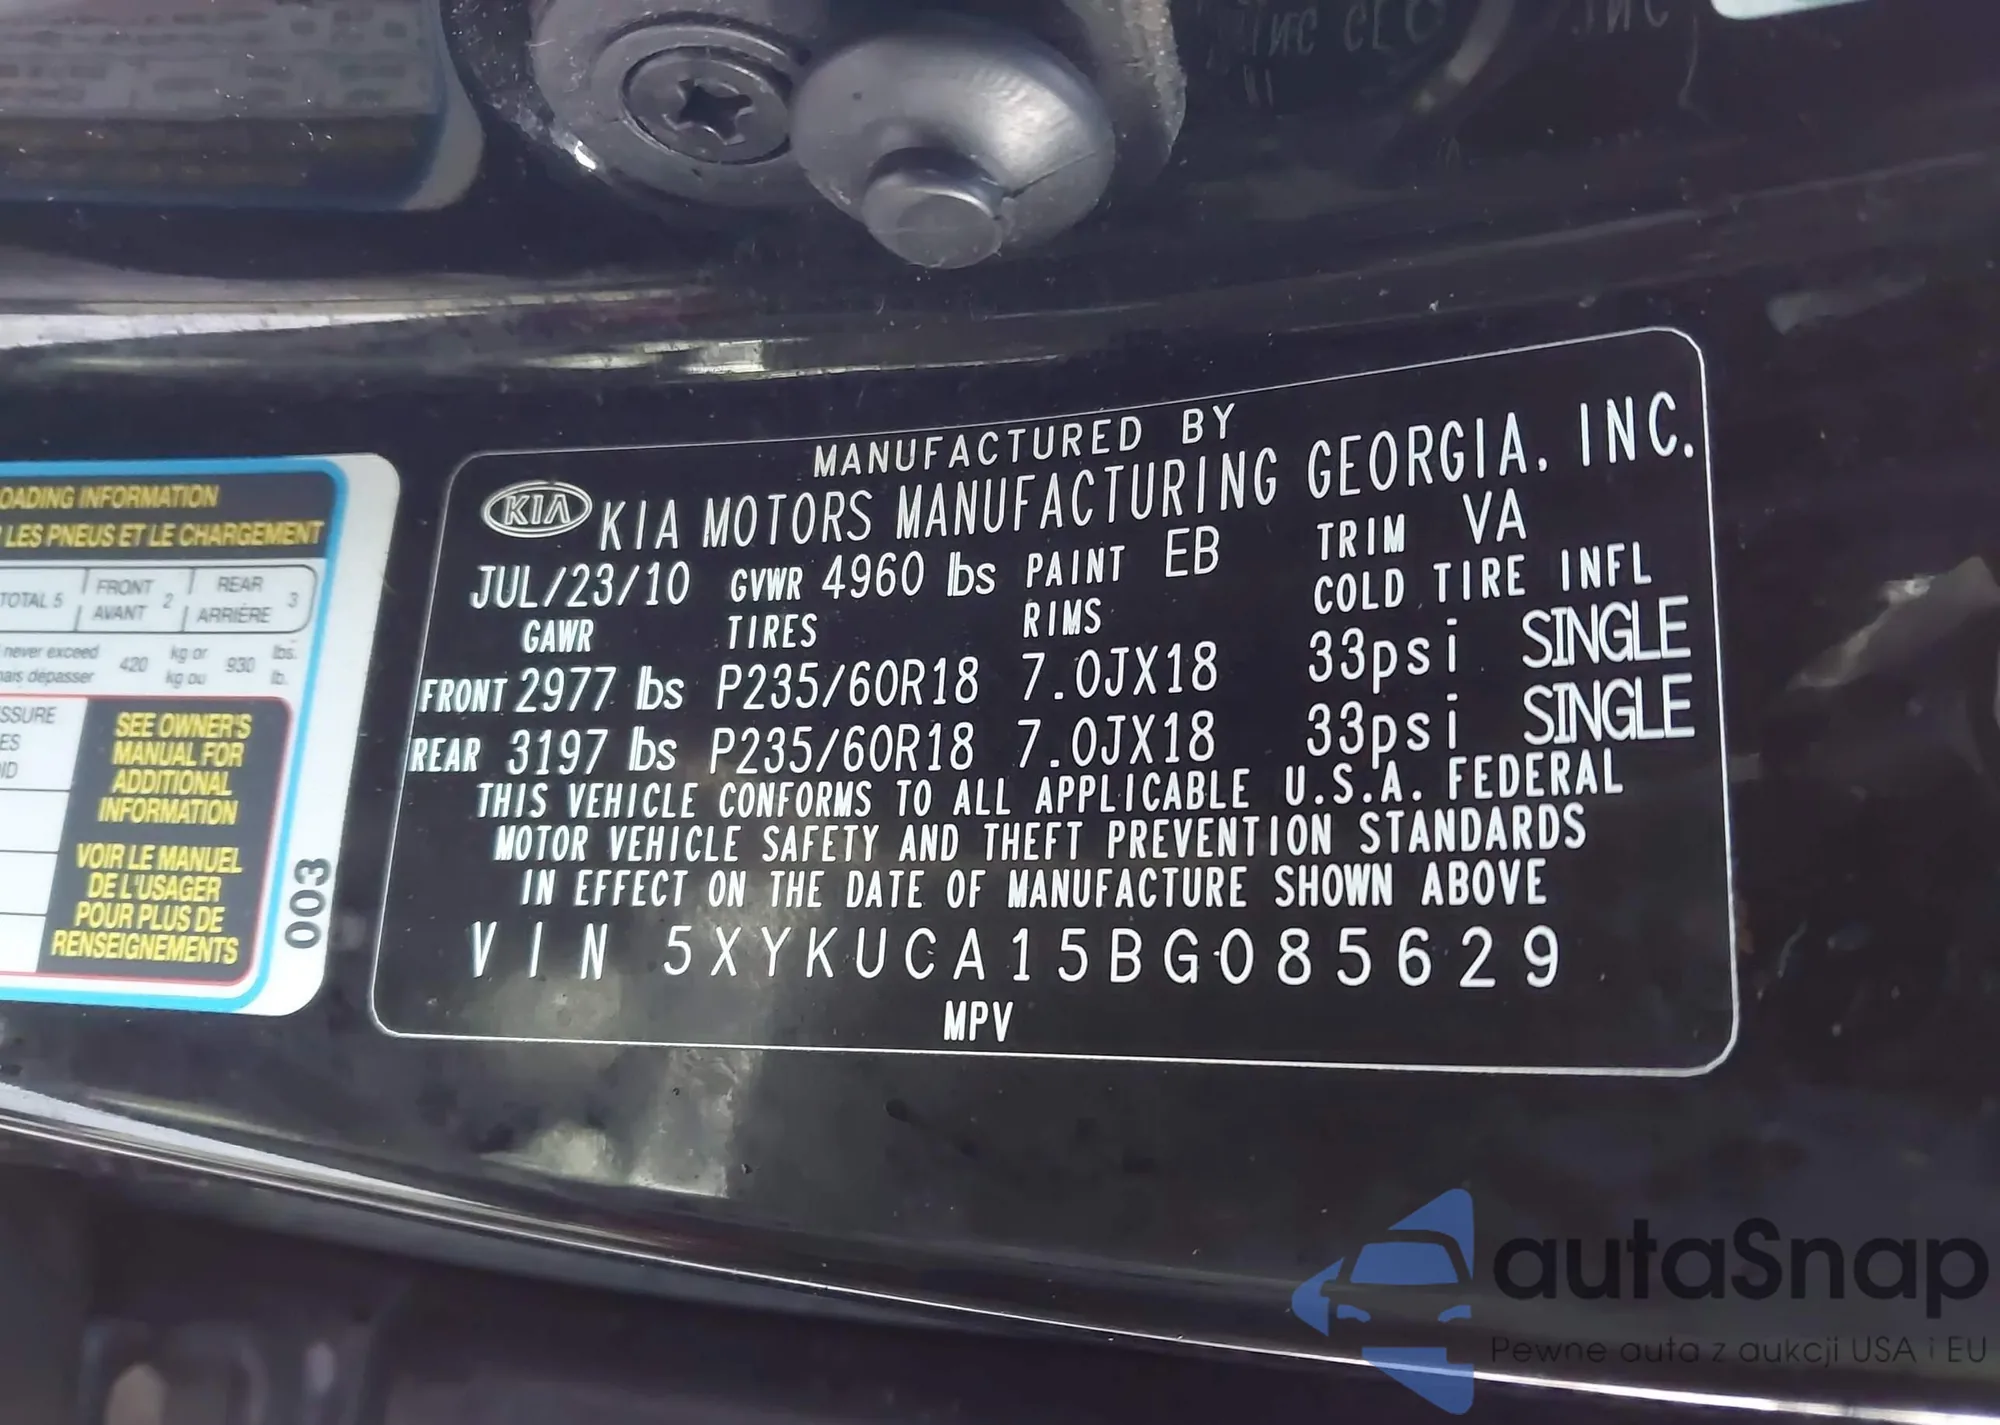 OADING INFORMATION
LES PNEUS ET LE CHARGEMENT
TOTAL 5 FRONT AVANT 2 REAR ARRIÈRE 3
never exceed 420 kg or 930 lbs.
dépasser kg ou lb.
SEE OWNER'S
MANUAL FOR
ADDITIONAL
INFORMATION
VOIR LE MANUEL
DE L'USAGER
POUR PLUS DE
RENSEIGNEMENTS
003
MANUFACTURED BY
KIA KIA MOTORS MANUFACTURING GEORGIA, INC.
JUL/23/10 GVWR 4960 lbs PAINT EB TRIM VA
GAWR TIRES RIMS COLD TIRE INFL
FRONT 2977 lbs P235/60R18 7.0JX18 33psi SINGLE
REAR 3197 lbs P235/60R18 7.0JX18 33psi SINGLE
THIS VEHICLE CONFORMS TO ALL APPLICABLE U.S.A. FEDERAL
MOTOR VEHICLE SAFETY AND THEFT PREVENTION STANDARDS
IN EFFECT ON THE DATE OF MANUFACTURE SHOWN ABOVE
VIN 5XYKUCA15BG085629
MPV
autaSnap
Pewne auta z aukcji USA i EU